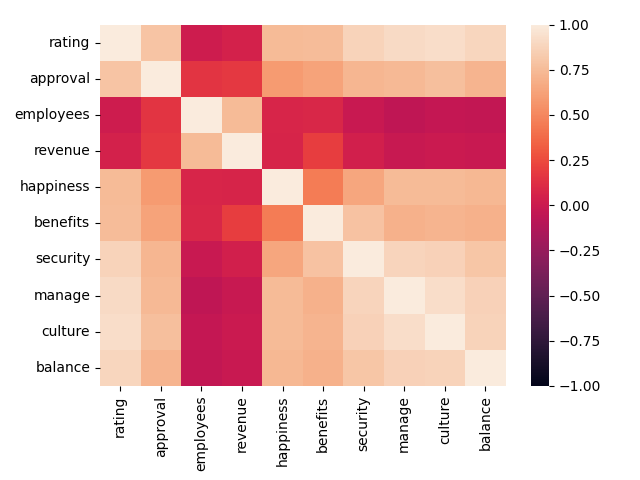 rating
approval
employees
revenue
happiness
benefits
security
manage
culture
balance
rating
approval
employees
revenue
happiness
benefits
security
manage
culture
balance
1.00
0.75
0.50
0.25
0.00
−0.25
−0.50
−0.75
−1.00